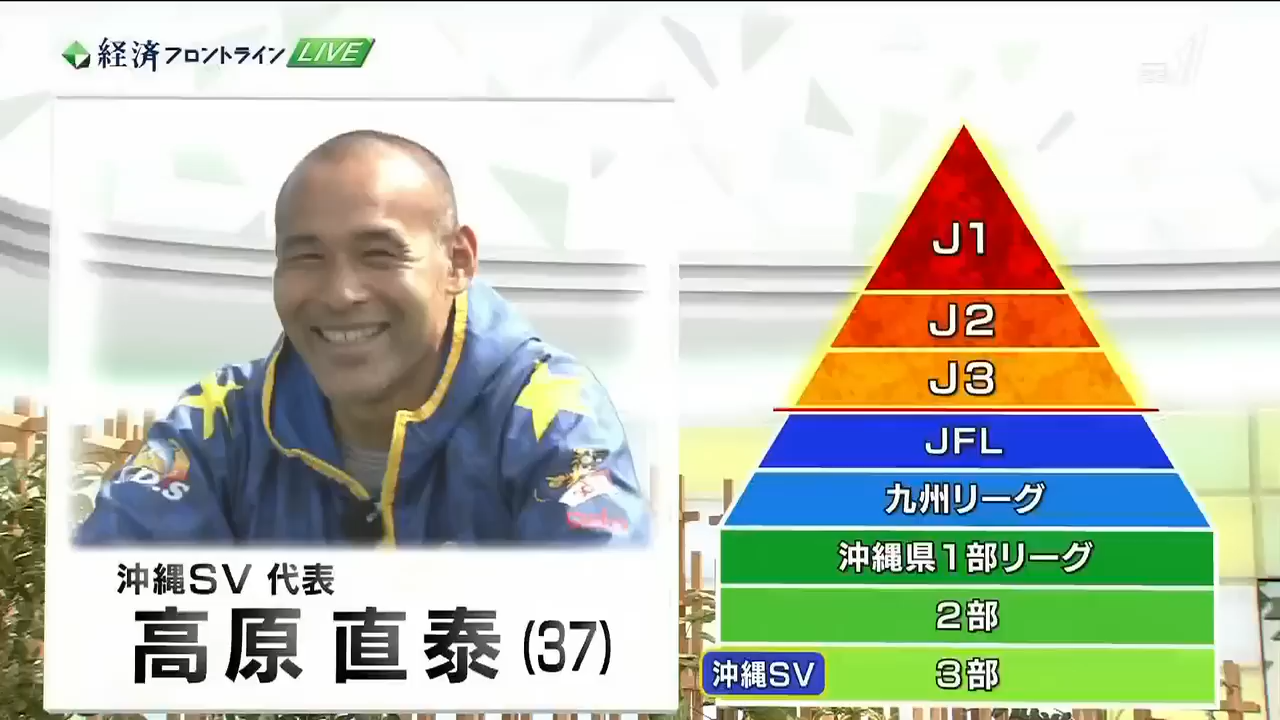 経済フロントライン LIVE
沖縄SV 代表
高原 直泰 (37)
J1
J2
J3
JFL
九州リーグ
沖縄県1部リーグ
2部
沖縄SV 3部